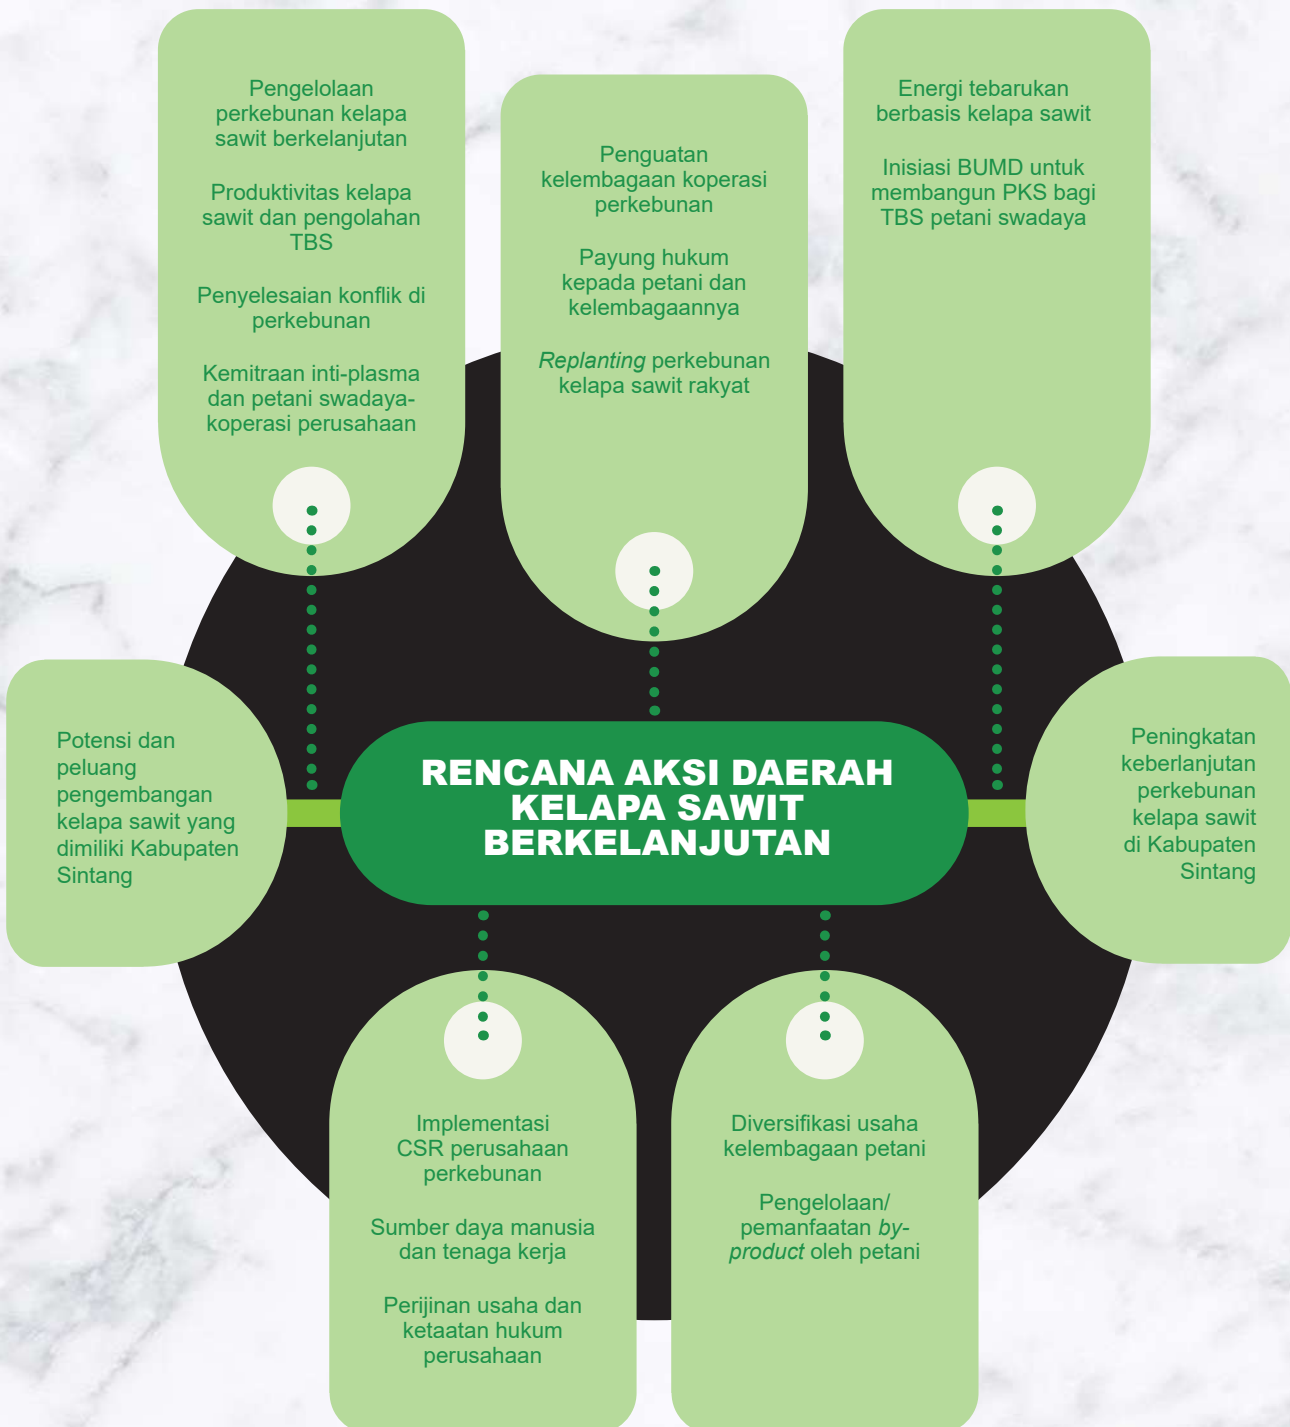 Pengelolaan
perkebunan kelapa
sawit berkelanjutan
Produktivitas kelapa
sawit dan pengolahan
TBS
Penyelesaian konflik di
perkebunan
Kemitraan inti-plasma
dan petani swadaya-
koperasi perusahaan
Penguatan
kelembagaan koperasi
perkebunan
Payung hukum
kepada petani dan
kelembagaannya
Replanting perkebunan
kelapa sawit rakyat
Energi tebarukan
berbasis kelapa sawit
Inisiasi BUMD untuk
membangun PKS bagi
TBS petani swadaya
Potensi dan
peluang
pengembangan
kelapa sawit yang
dimiliki Kabupaten
Sintang
RENCANA AKSI DAERAH
KELAPA SAWIT
BERKELANJUTAN
Peningkatan
keberlanjutan
perkebunan
kelapa sawit
di Kabupaten
Sintang
Implementasi
CSR perusahaan
perkebunan
Sumber daya manusia
dan tenaga kerja
Perijinan usaha dan
ketaatan hukum
perusahaan
Diversifikasi usaha
kelembagaan petani
Pengelolaan/
pemanfaatan by-
product oleh petani